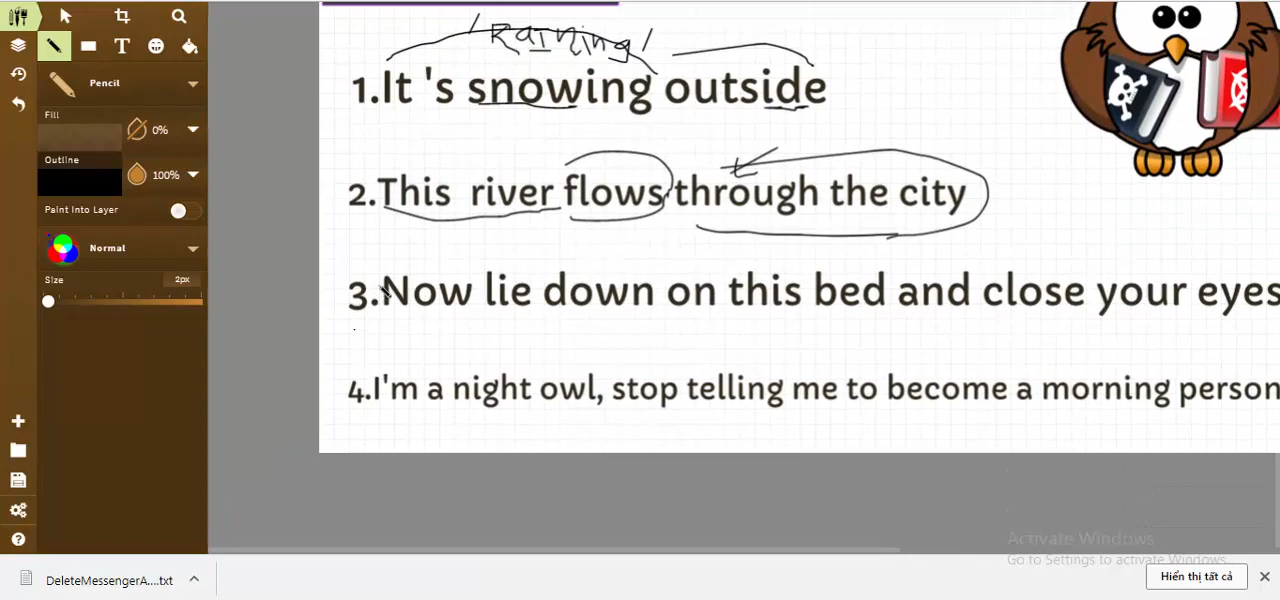 Raining
1.It 's snowing outside
Pencil
Fill
0%
2.This river flows through the city
Outline
100%
Paint Into Layer
Normal
Size
2px
3.Now lie down on this bed and close your eyes
4.I'm a night owl, stop telling me to become a morning person
Activate Windows
Go to Settings to activate Windows.
DeleteMessengerA....txt
Hiển thị tất cả